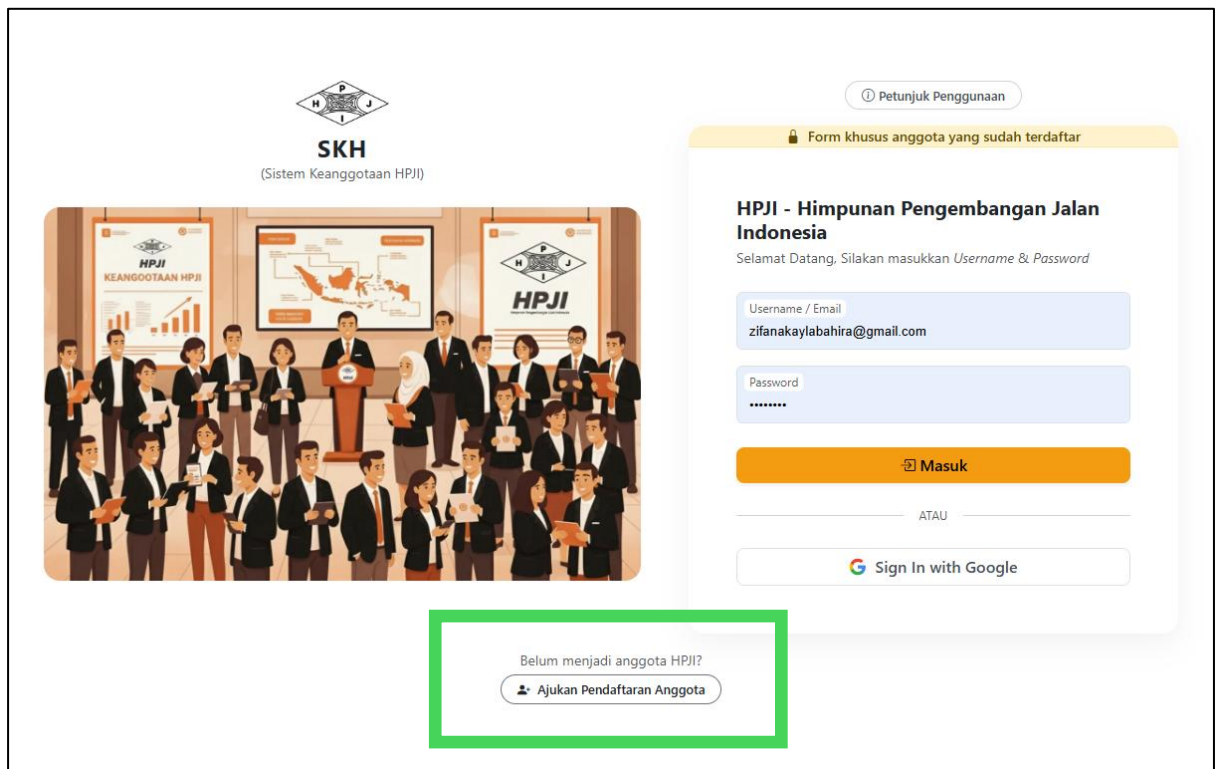 H P J I
SKH
(Sistem Keanggotaan HPJI)
HPJI
KEANGOOTAAN HPJI
H P J I
HPJI
Petunjuk Penggunaan
Form khusus anggota yang sudah terdaftar
HPJI - Himpunan Pengembangan Jalan
Indonesia
Selamat Datang, Silakan masukkan Username & Password
Username / Email
zifanakaylabahira@gmail.com
Password
••••••••
Masuk
ATAU
Sign In with Google
Belum menjadi anggota HPJI?
Ajukan Pendaftaran Anggota